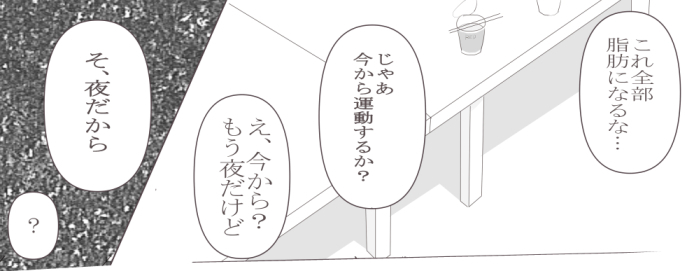 これ全部
脂肪になるな…
じゃあ
今から運動するか？
え、今から？
もう夜だけど
そ、夜だから
？